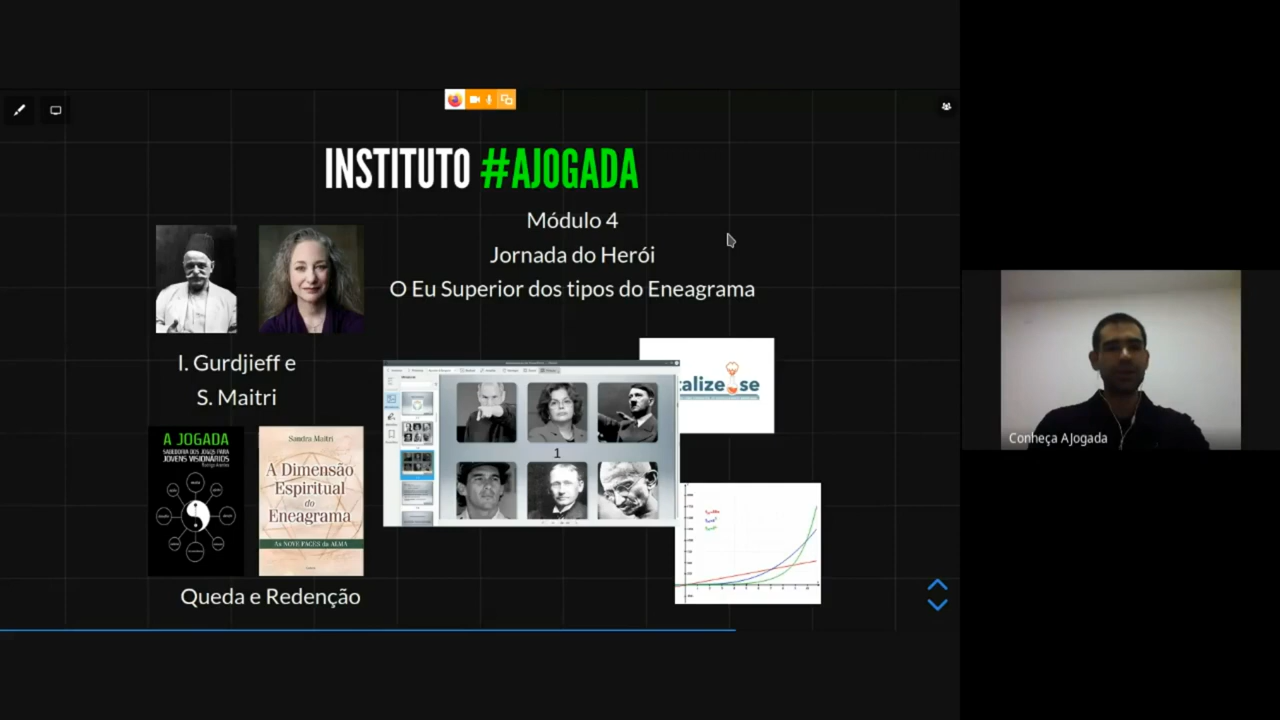 INSTITUTO #AJOGADA
Módulo 4
Jornada do Herói
O Eu Superior dos tipos do Eneagrama
I. Gurdjieff e
S. Maitri
A JOGADA
SABEDORIA DOS JOGOS PARA
JOVENS VISIONÁRIOS
Sandra Maitri
A Dimensão
Espiritual
do
Eneagrama
AS NOVE FACES DA ALMA
Queda e Redenção
1
talize se
Conheça AJogada